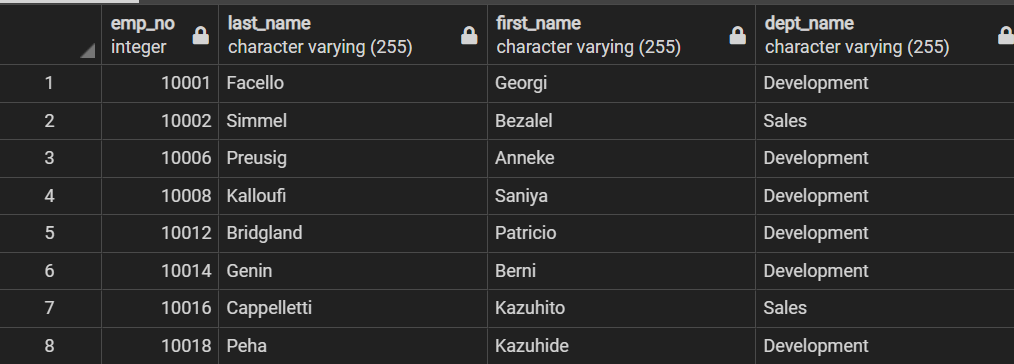 emp_no last_name first_name dept_name
integer character varying (255) character varying (255) character varying (255)
1 10001 Facello Georgi Development
2 10002 Simmel Bezalel Sales
3 10006 Preusig Anneke Development
4 10008 Kalloufi Saniya Development
5 10012 Bridgland Patricio Development
6 10014 Genin Berni Development
7 10016 Cappelletti Kazuhito Sales
8 10018 Peha Kazuhide Development